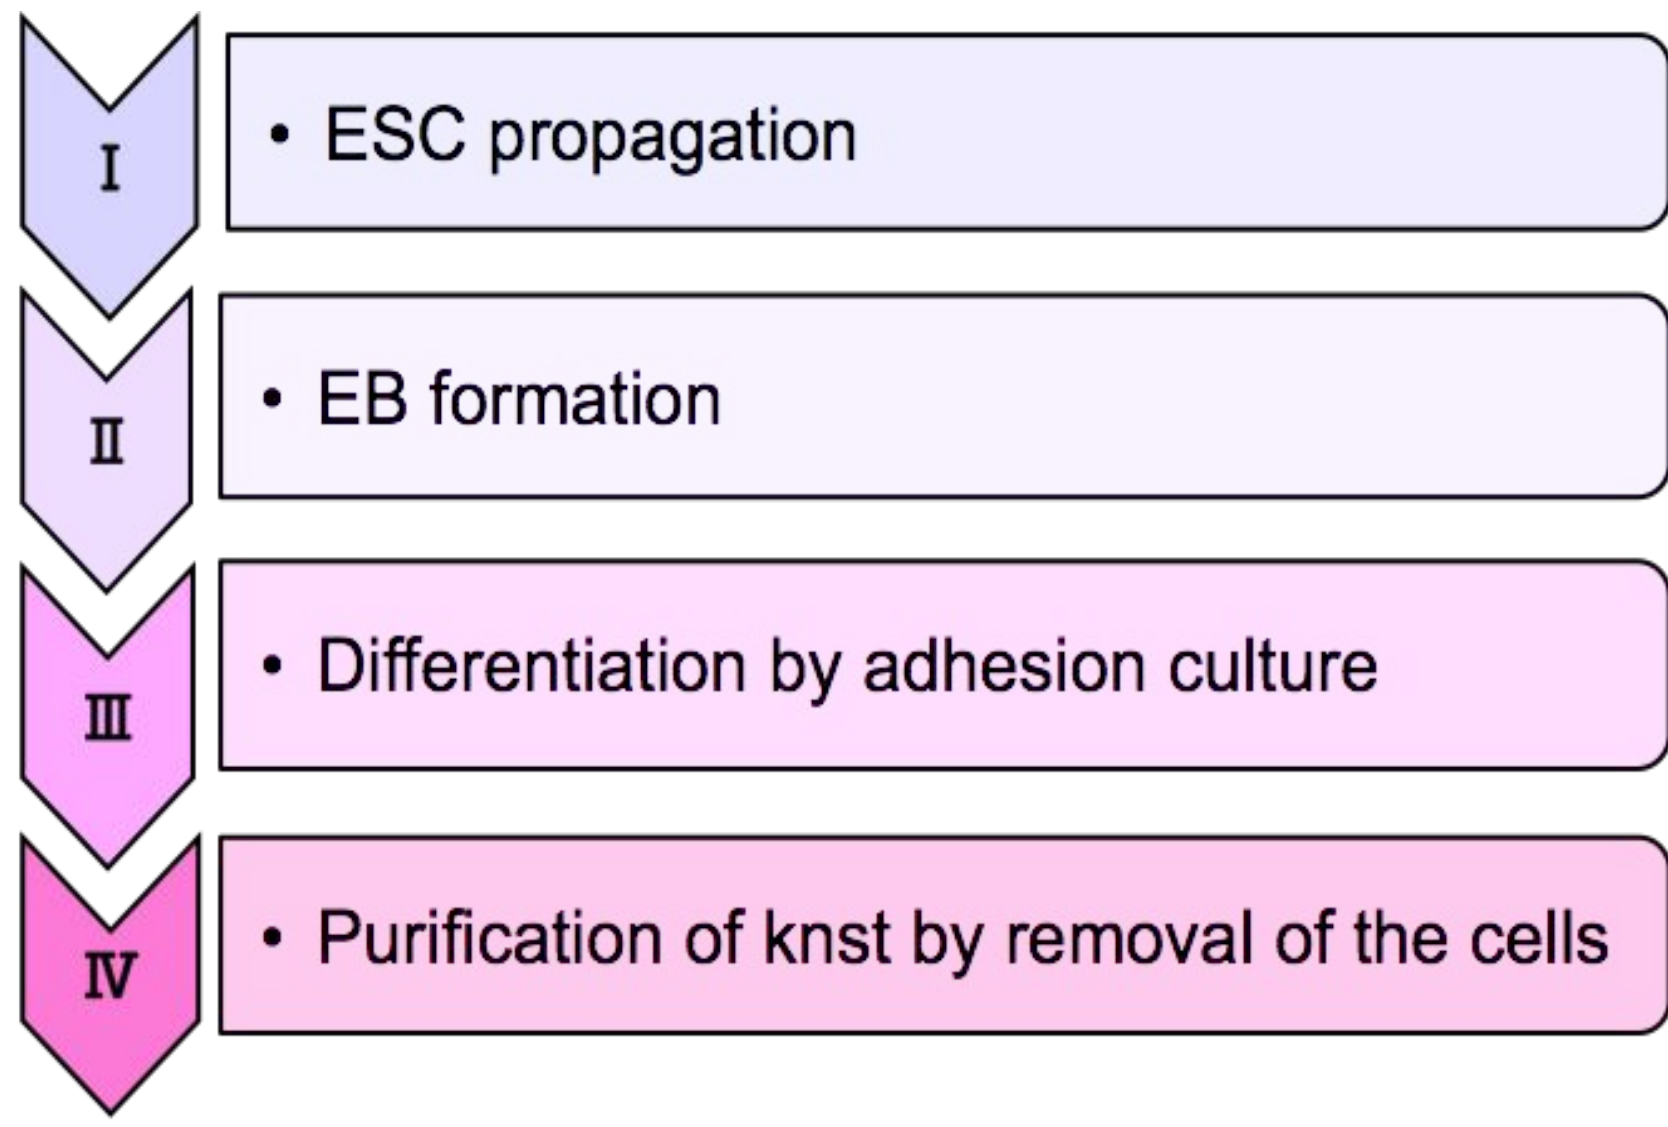 I
• ESC propagation
II
• EB formation
III
• Differentiation by adhesion culture
IV
• Purification of knst by removal of the cells